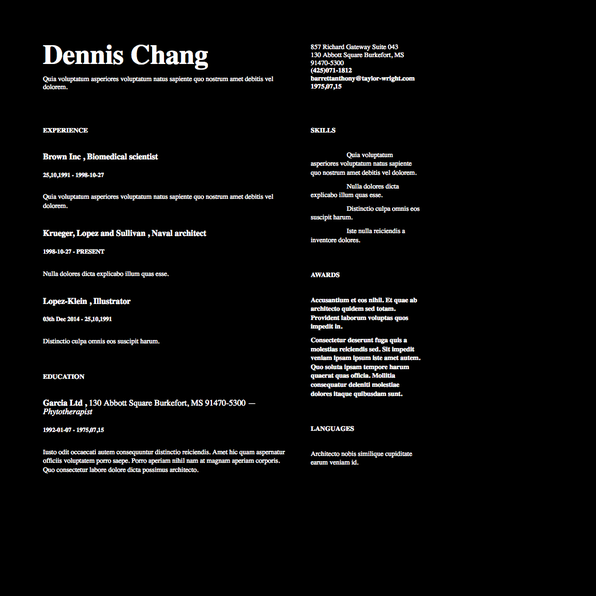 Dennis Chang
Quia voluptatum asperiores voluptatum natus sapiente quo nostrum amet debitis vel
dolorem.
857 Richard Gateway Suite 043
130 Abbott Square Burkefort, MS
91470-5300
(425)071-1812
barrettanthony@taylor-wright.com
1975,07,15
EXPERIENCE
Brown Inc , Biomedical scientist
25,10,1991 - 1998-10-27
Quia voluptatum asperiores voluptatum natus sapiente quo nostrum amet debitis vel
dolorem.
Krueger, Lopez and Sullivan , Naval architect
1998-10-27 - PRESENT
Nulla dolores dicta explicabo illum quas esse.
Lopez-Klein , Illustrator
03th Dec 2014 - 25,10,1991
Distinctio culpa omnis eos suscipit harum.
EDUCATION
Garcia Ltd , 130 Abbott Square Burkefort, MS 91470-5300 —
Phytotherapist
1992-01-07 - 1975,07,15
Iusto odit occaecati autem consequuntur distinctio reiciendis. Amet hic quam aspernatur
officiis voluptatem porro saepe. Porro aperiam nihil nam at magnam aperiam corporis.
Quo consectetur labore dolore dicta possimus architecto.
SKILLS
Quia voluptatum
asperiores voluptatum natus sapiente
quo nostrum amet debitis vel dolorem.
Nulla dolores dicta
explicabo illum quas esse.
Distinctio culpa omnis eos
suscipit harum.
Iste nulla reiciendis a
inventore dolores.
AWARDS
Accusantium et eos nihil. Et quae ab
architecto quidem sed totam.
Provident laborum voluptas quos
impedit in.
Consectetur deserunt fuga quis a
molestias reiciendis sed. Sit impedit
veniam ipsam ipsum iste amet autem.
Quo soluta ipsam tempore harum
quaerat quas officia. Mollitia
consequatur deleniti molestiae
dolores itaque quibusdam sunt.
LANGUAGES
Architecto nobis similique cupiditate
earum veniam id.